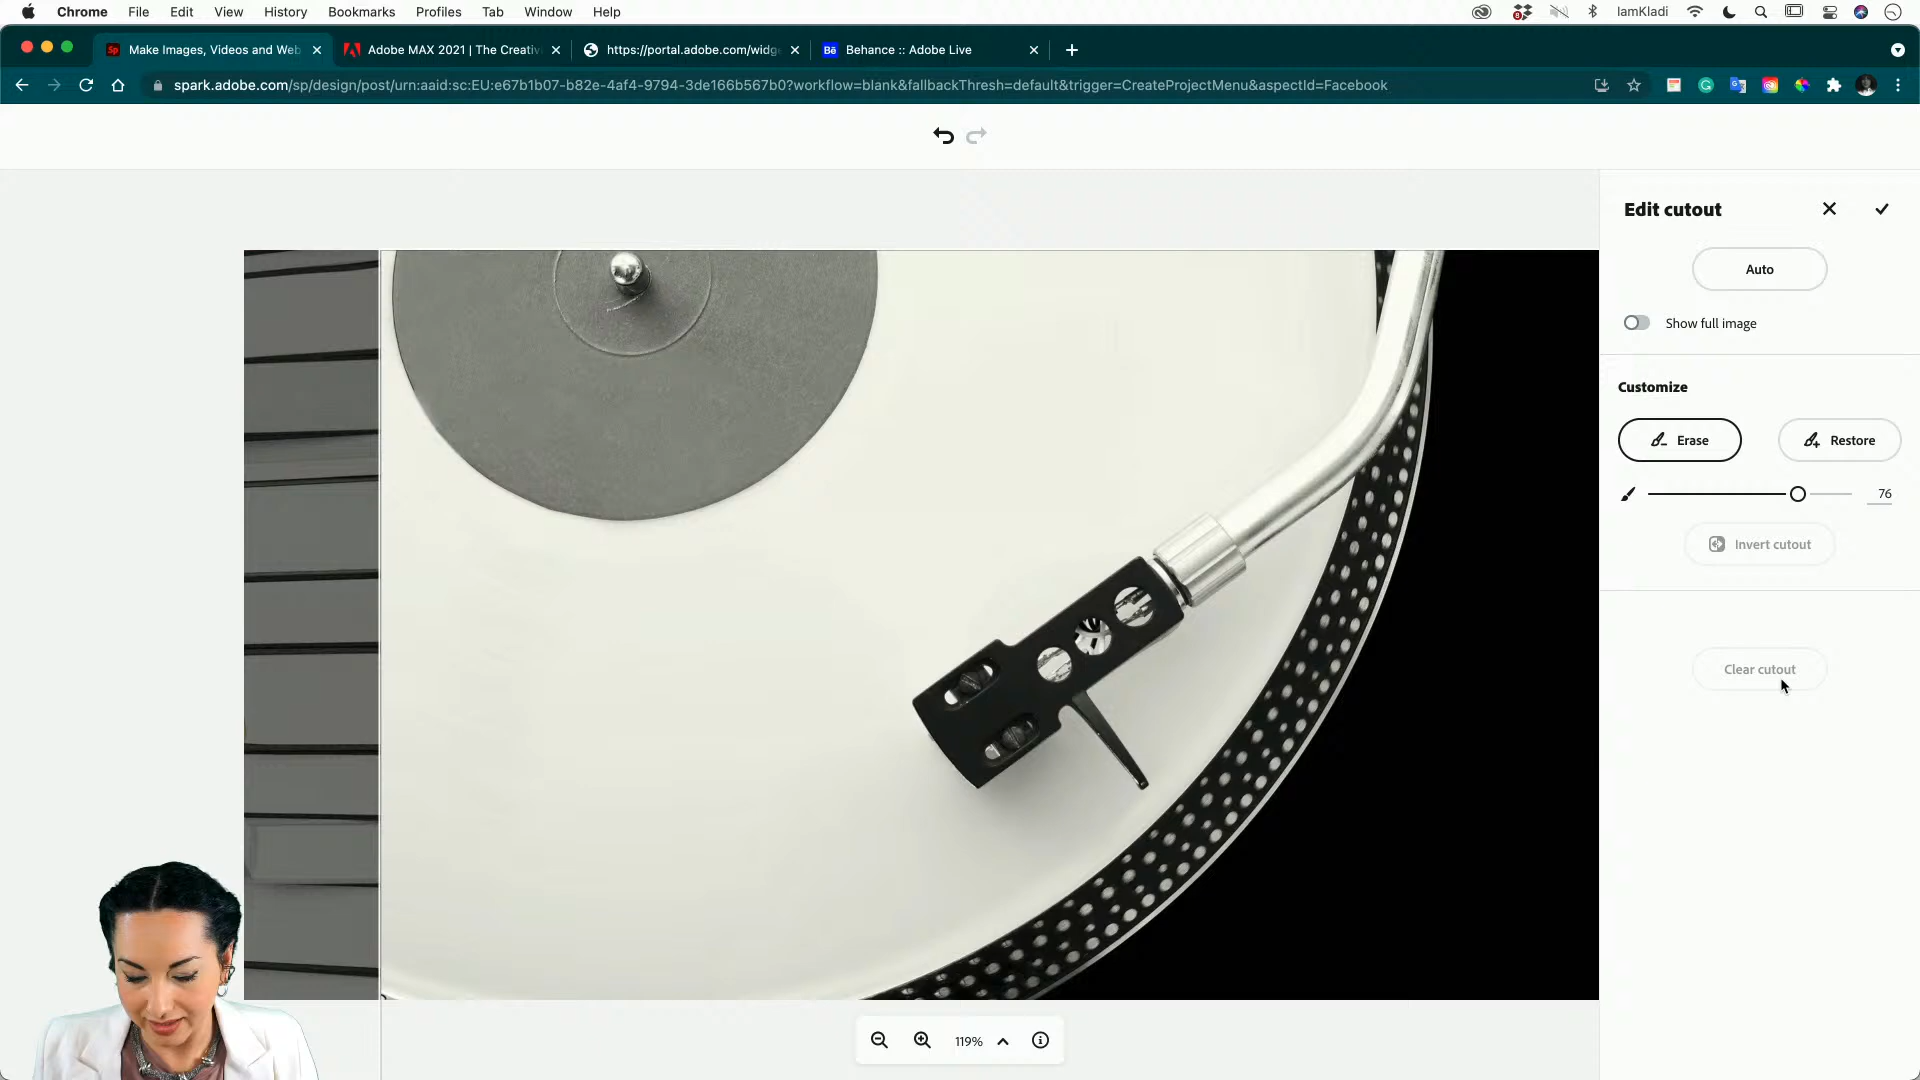 Chrome File Edit View History Bookmarks Profiles Tab Window Help IamKladi
Sp Make Images, Videos and Web Adobe MAX 2021 | The Creativ https://portal.adobe.com/widge Bē Behance :: Adobe Live
spark.adobe.com/sp/design/post/urn:aaid:sc:EU:e67b1b07-b82e-4af4-9794-3de166b567b0?workflow=blank&fallbackThresh=default&trigger=CreateProjectMenu&aspectId=Facebook
Edit cutout
Auto
Show full image
Customize
Erase Restore
76
Invert cutout
Clear cutout
119%